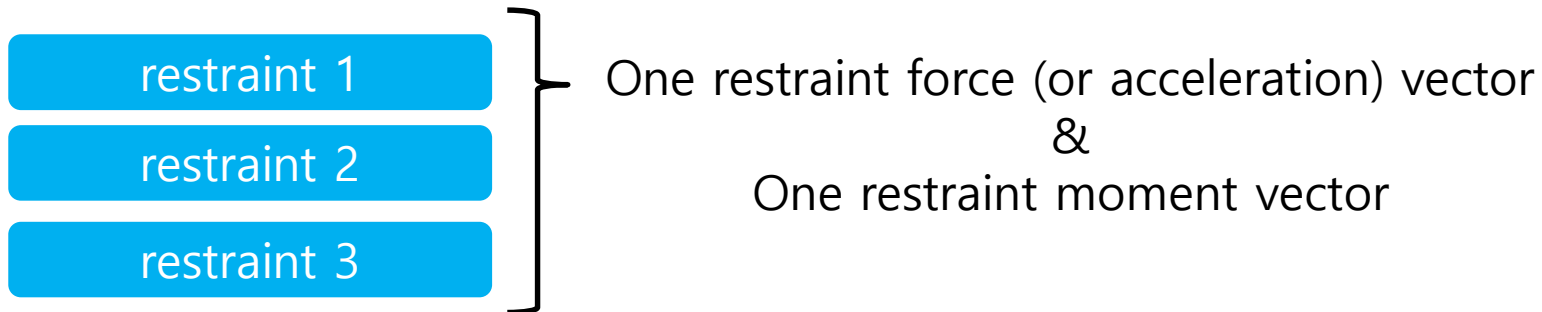 restraint 1
restraint 2
restraint 3
One restraint force (or acceleration) vector
&
One restraint moment vector